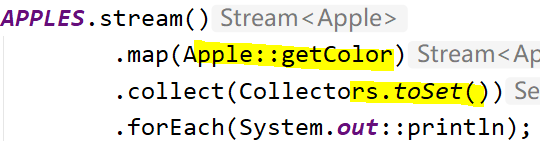 APPLES.stream() Stream<Apple>
.map(Apple::getColor) Stream<Ap
.collect(Collectors.toSet()) Se
.forEach(System.out::println);